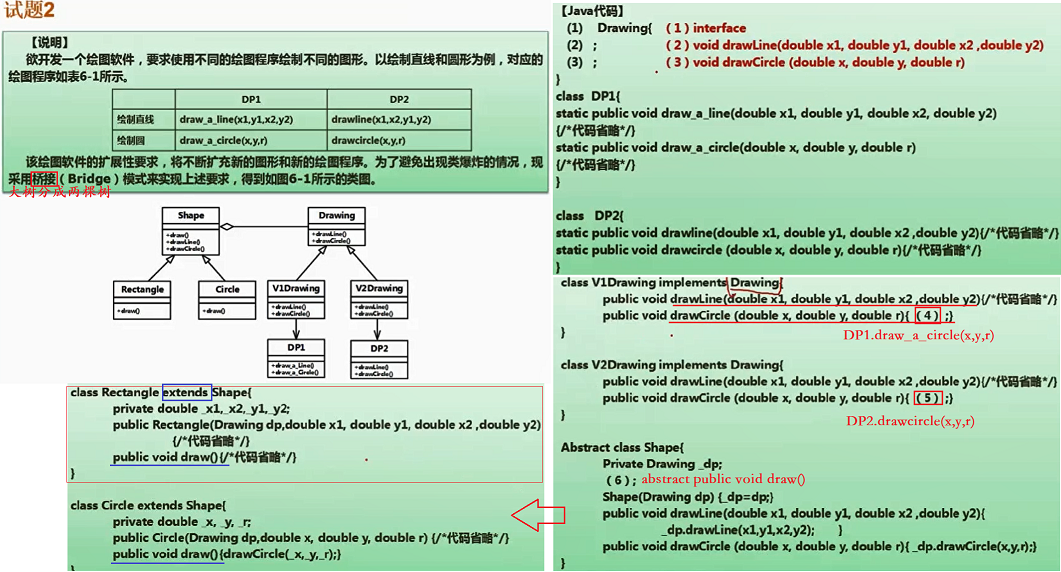 试题2
【说明】
欲开发一个绘图软件，要求使用不同的绘图程序绘制不同的图形。以绘制直线和圆形为例，对应的
绘图程序如表6-1所示。
DP1 DP2
绘制直线 draw_a_line(x1,y1,x2,y2) drawline(x1,x2,y1,y2)
绘制圆 draw_a_circle(x,y,r) drawcircle(x,y,r)
该绘图软件的扩展性要求，将不断扩充新的图形和新的绘图程序。为了避免出现类爆炸的情况，现
采用桥接（Bridge）模式来实现上述要求，得到如图6-1所示的类图。
大树分成两棵树
Shape
+draw()
+drawLine()
+drawCircle()
Drawing
+drawLine()
+drawCircle()
Rectangle
+draw()
Circle
+draw()
V1Drawing
+drawLine()
+drawCircle()
V2Drawing
+drawLine()
+drawCircle()
DP1
+draw_a_Line()
+draw_a_Circle()
DP2
+drawLine()
+drawCircle()
class Rectangle extends Shape{
private double _x1,_x2,_y1,_y2;
public Rectangle(Drawing dp,double x1, double y1, double x2 ,double y2)
{/*代码省略*/}
public void draw(){/*代码省略*/}
}
class Circle extends Shape{
private double _x, _y, _r;
public Circle(Drawing dp,double x, double y, double r) {/*代码省略*/}
public void draw(){drawCircle(_x,_y,_r);}
}
【Java代码】
(1) Drawing{ （1）interface
(2) ; （2）void drawLine(double x1, double y1, double x2 ,double y2)
(3) ; （3）void drawCircle (double x, double y, double r)
}
class DP1{
static public void draw_a_line(double x1, double y1, double x2, double y2)
{/*代码省略*/}
static public void draw_a_circle(double x, double y, double r)
{/*代码省略*/}
}
class DP2{
static public void drawline(double x1, double y1, double x2 ,double y2){/*代码省略*/}
static public void drawcircle (double x, double y, double r){/*代码省略*/}
}
class V1Drawing implements Drawing{
public void drawLine(double x1, double y1, double x2 ,double y2){/*代码省略*/}
public void drawCircle (double x, double y, double r){（4）;}
}
DP1.draw_a_circle(x,y,r)
class V2Drawing implements Drawing{
public void drawLine(double x1, double y1, double x2 ,double y2){/*代码省略*/}
public void drawCircle (double x, double y, double r){（5）;}
}
DP2.drawcircle(x,y,r)
Abstract class Shape{
Private Drawing _dp;
（6）; abstract public void draw()
Shape(Drawing dp) {_dp=dp;}
public void drawLine(double x1, double y1, double x2 ,double y2){
_dp.drawLine(x1,y1,x2,y2); }
public void drawCircle (double x, double y, double r){ _dp.drawCircle(x,y,r);}
}